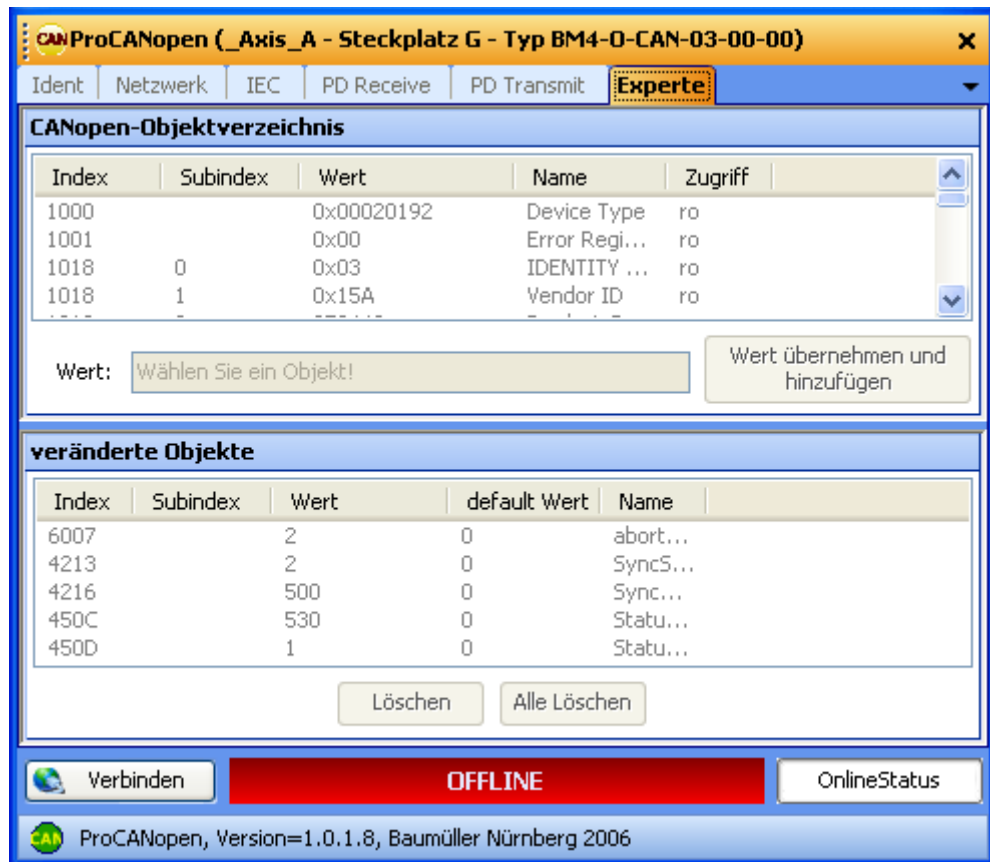 CAN ProCANopen (_Axis_A - Steckplatz G - Typ BM4-O-CAN-03-00-00)
Ident Netzwerk IEC PD Receive PD Transmit Experte
CANopen-Objektverzeichnis
Index Subindex Wert Name Zugriff
1000 0x00020192 Device Type ro
1001 0x00 Error Regi... ro
1018 0 0x03 IDENTITY ... ro
1018 1 0x15A Vendor ID ro
Wert: Wählen Sie ein Objekt! Wert übernehmen und
hinzufügen
veränderte Objekte
Index Subindex Wert default Wert Name
6007 2 0 abort...
4213 2 0 SyncS...
4216 500 0 Sync...
450C 530 0 Statu...
450D 1 0 Statu...
Löschen Alle Löschen
Verbinden OFFLINE OnlineStatus
CAN ProCANopen, Version=1.0.1.8, Baumüller Nürnberg 2006